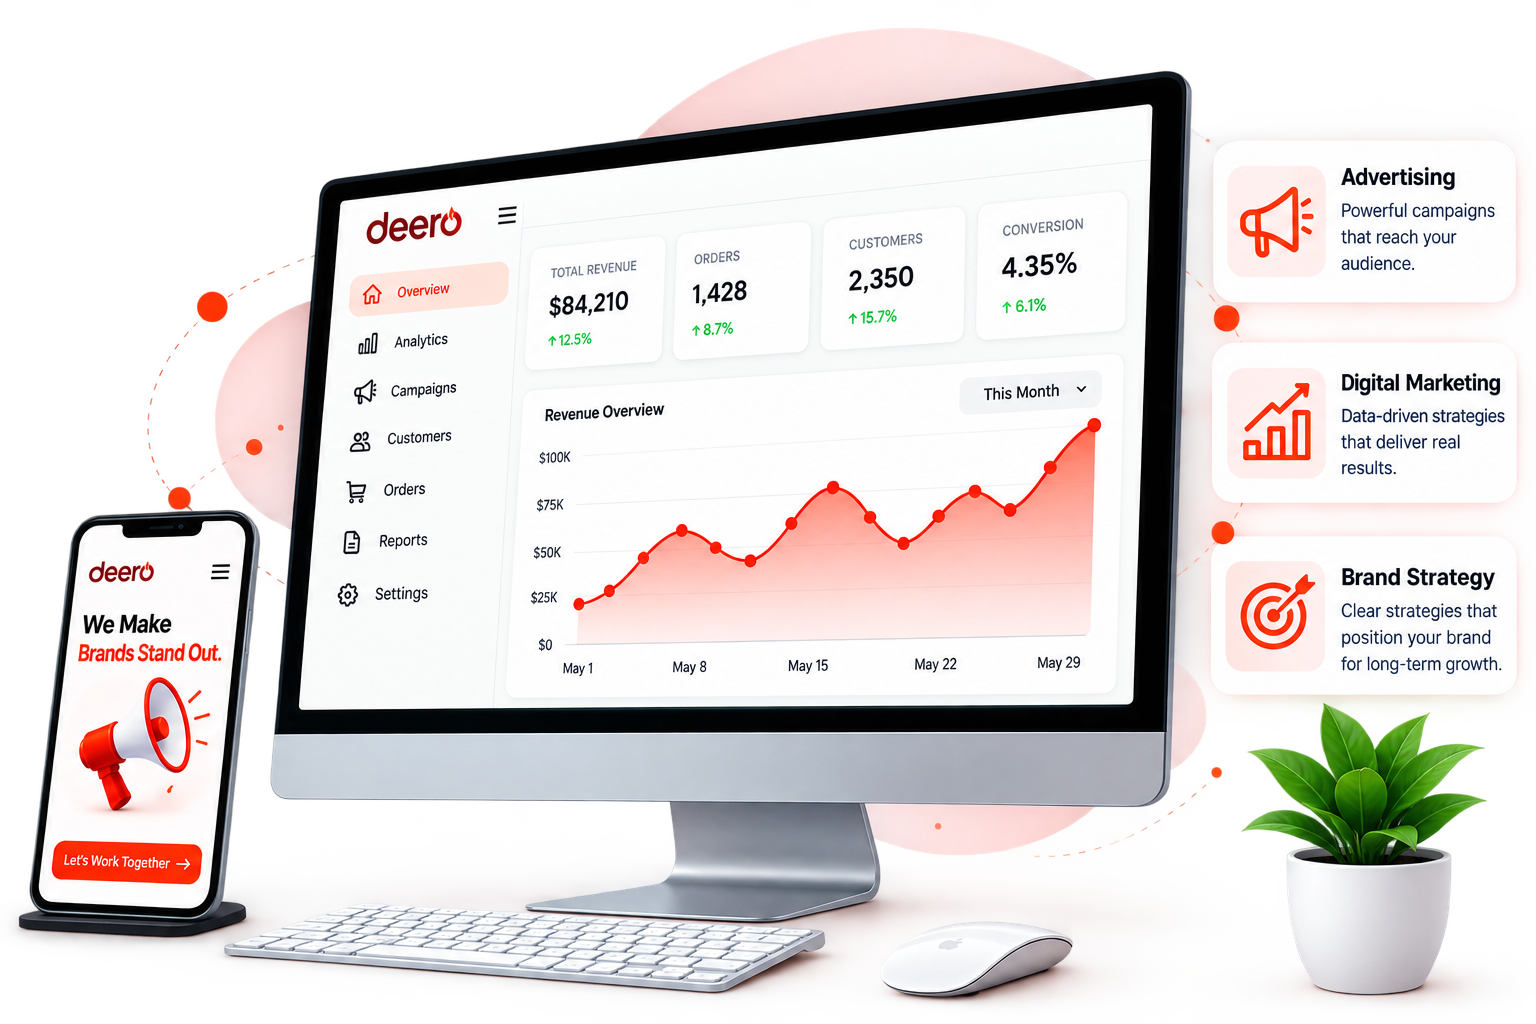 deero
Overview
Analytics
Campaigns
Customers
Orders
Reports
Settings
TOTAL REVENUE
$84,210
↑ 12.5%
ORDERS
1,428
↑ 8.7%
CUSTOMERS
2,350
↑ 15.7%
CONVERSION
4.35%
↑ 6.1%
Revenue Overview
This Month
$100K
$75K
$50K
$25K
$0
May 1
May 8
May 15
May 22
May 29
deero
We Make
Brands Stand Out.
Let's Work Together →
Advertising
Powerful campaigns
that reach your
audience.
Digital Marketing
Data-driven strategies
that deliver real
results.
Brand Strategy
Clear strategies that
position your brand
for long-term growth.